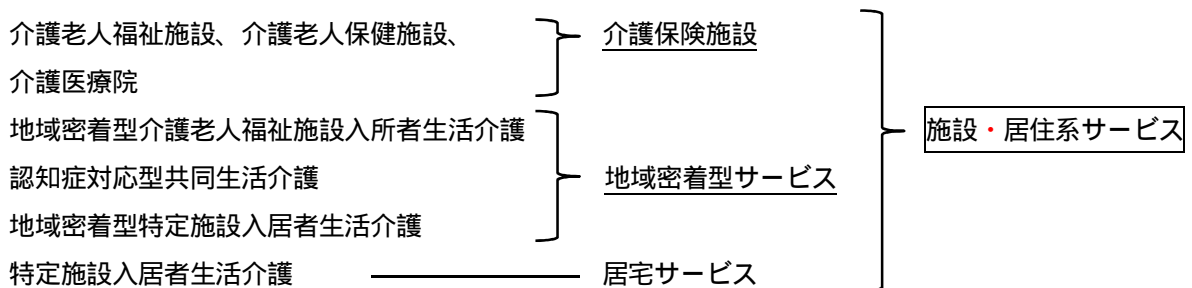 介護老人福祉施設、介護老人保健施設、
介護医療院
介護保険施設
地域密着型介護老人福祉施設入所者生活介護
認知症対応型共同生活介護
地域密着型特定施設入居者生活介護
地域密着型サービス
特定施設入居者生活介護
居宅サービス
施設・居住系サービス